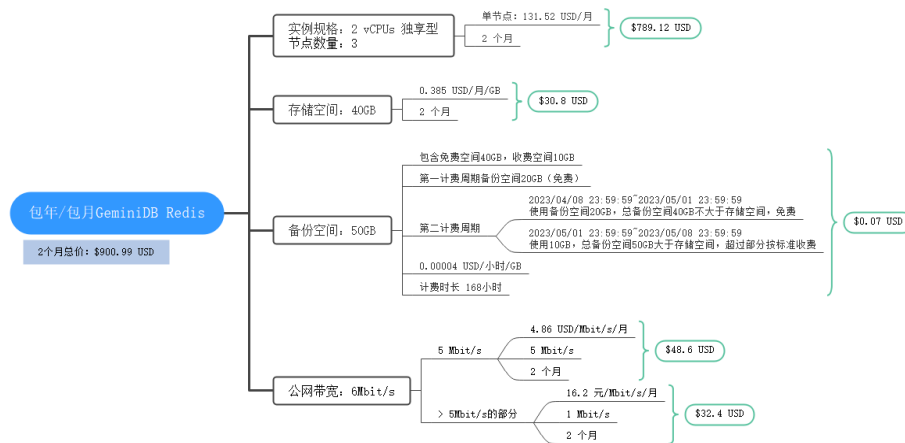 包年/包月GeminiDB Redis
2个月总价：$900.99 USD
实例规格：2 vCPUs 独享型
节点数量：3
单节点：131.52 USD/月
2 个月
$789.12 USD
存储空间：40GB
0.385 USD/月/GB
2 个月
$30.8 USD
备份空间：50GB
包含免费空间40GB，收费空间10GB
第一计费周期备份空间20GB（免费）
第二计费周期
2023/04/08 23:59:59~2023/05/01 23:59:59
使用备份空间20GB，总备份空间40GB不大于存储空间，免费
2023/05/01 23:59:59~2023/05/08 23:59:59
使用10GB，总备份空间50GB大于存储空间，超过部分按标准收费
0.00004 USD/小时/GB
计费时长 168小时
$0.07 USD
公网带宽：6Mbit/s
5 Mbit/s
4.86 USD/Mbit/s/月
5 Mbit/s
2 个月
$48.6 USD
> 5Mbit/s的部分
16.2 元/Mbit/s/月
1 Mbit/s
2 个月
$32.4 USD